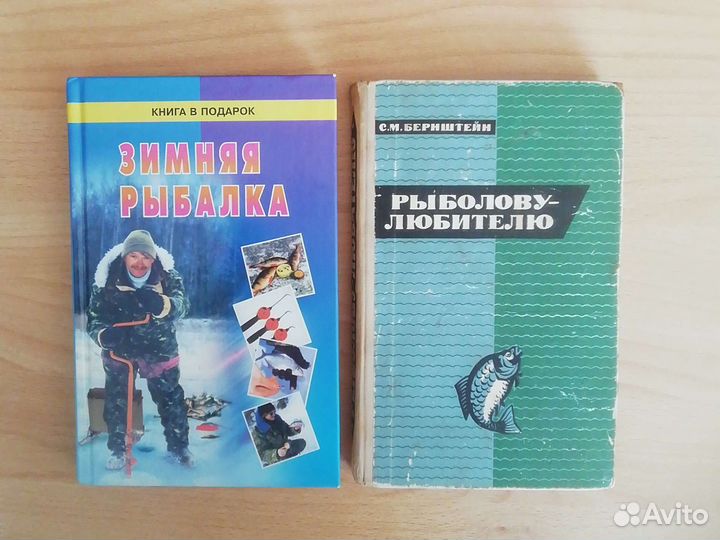 КНИГА В ПОДАРОК
ЗИМНЯЯ
РЫБАЛКА
С.М.БЕРНШТЕЙН
РЫБОЛОВУ-
ЛЮБИТЕЛЮ
Avito